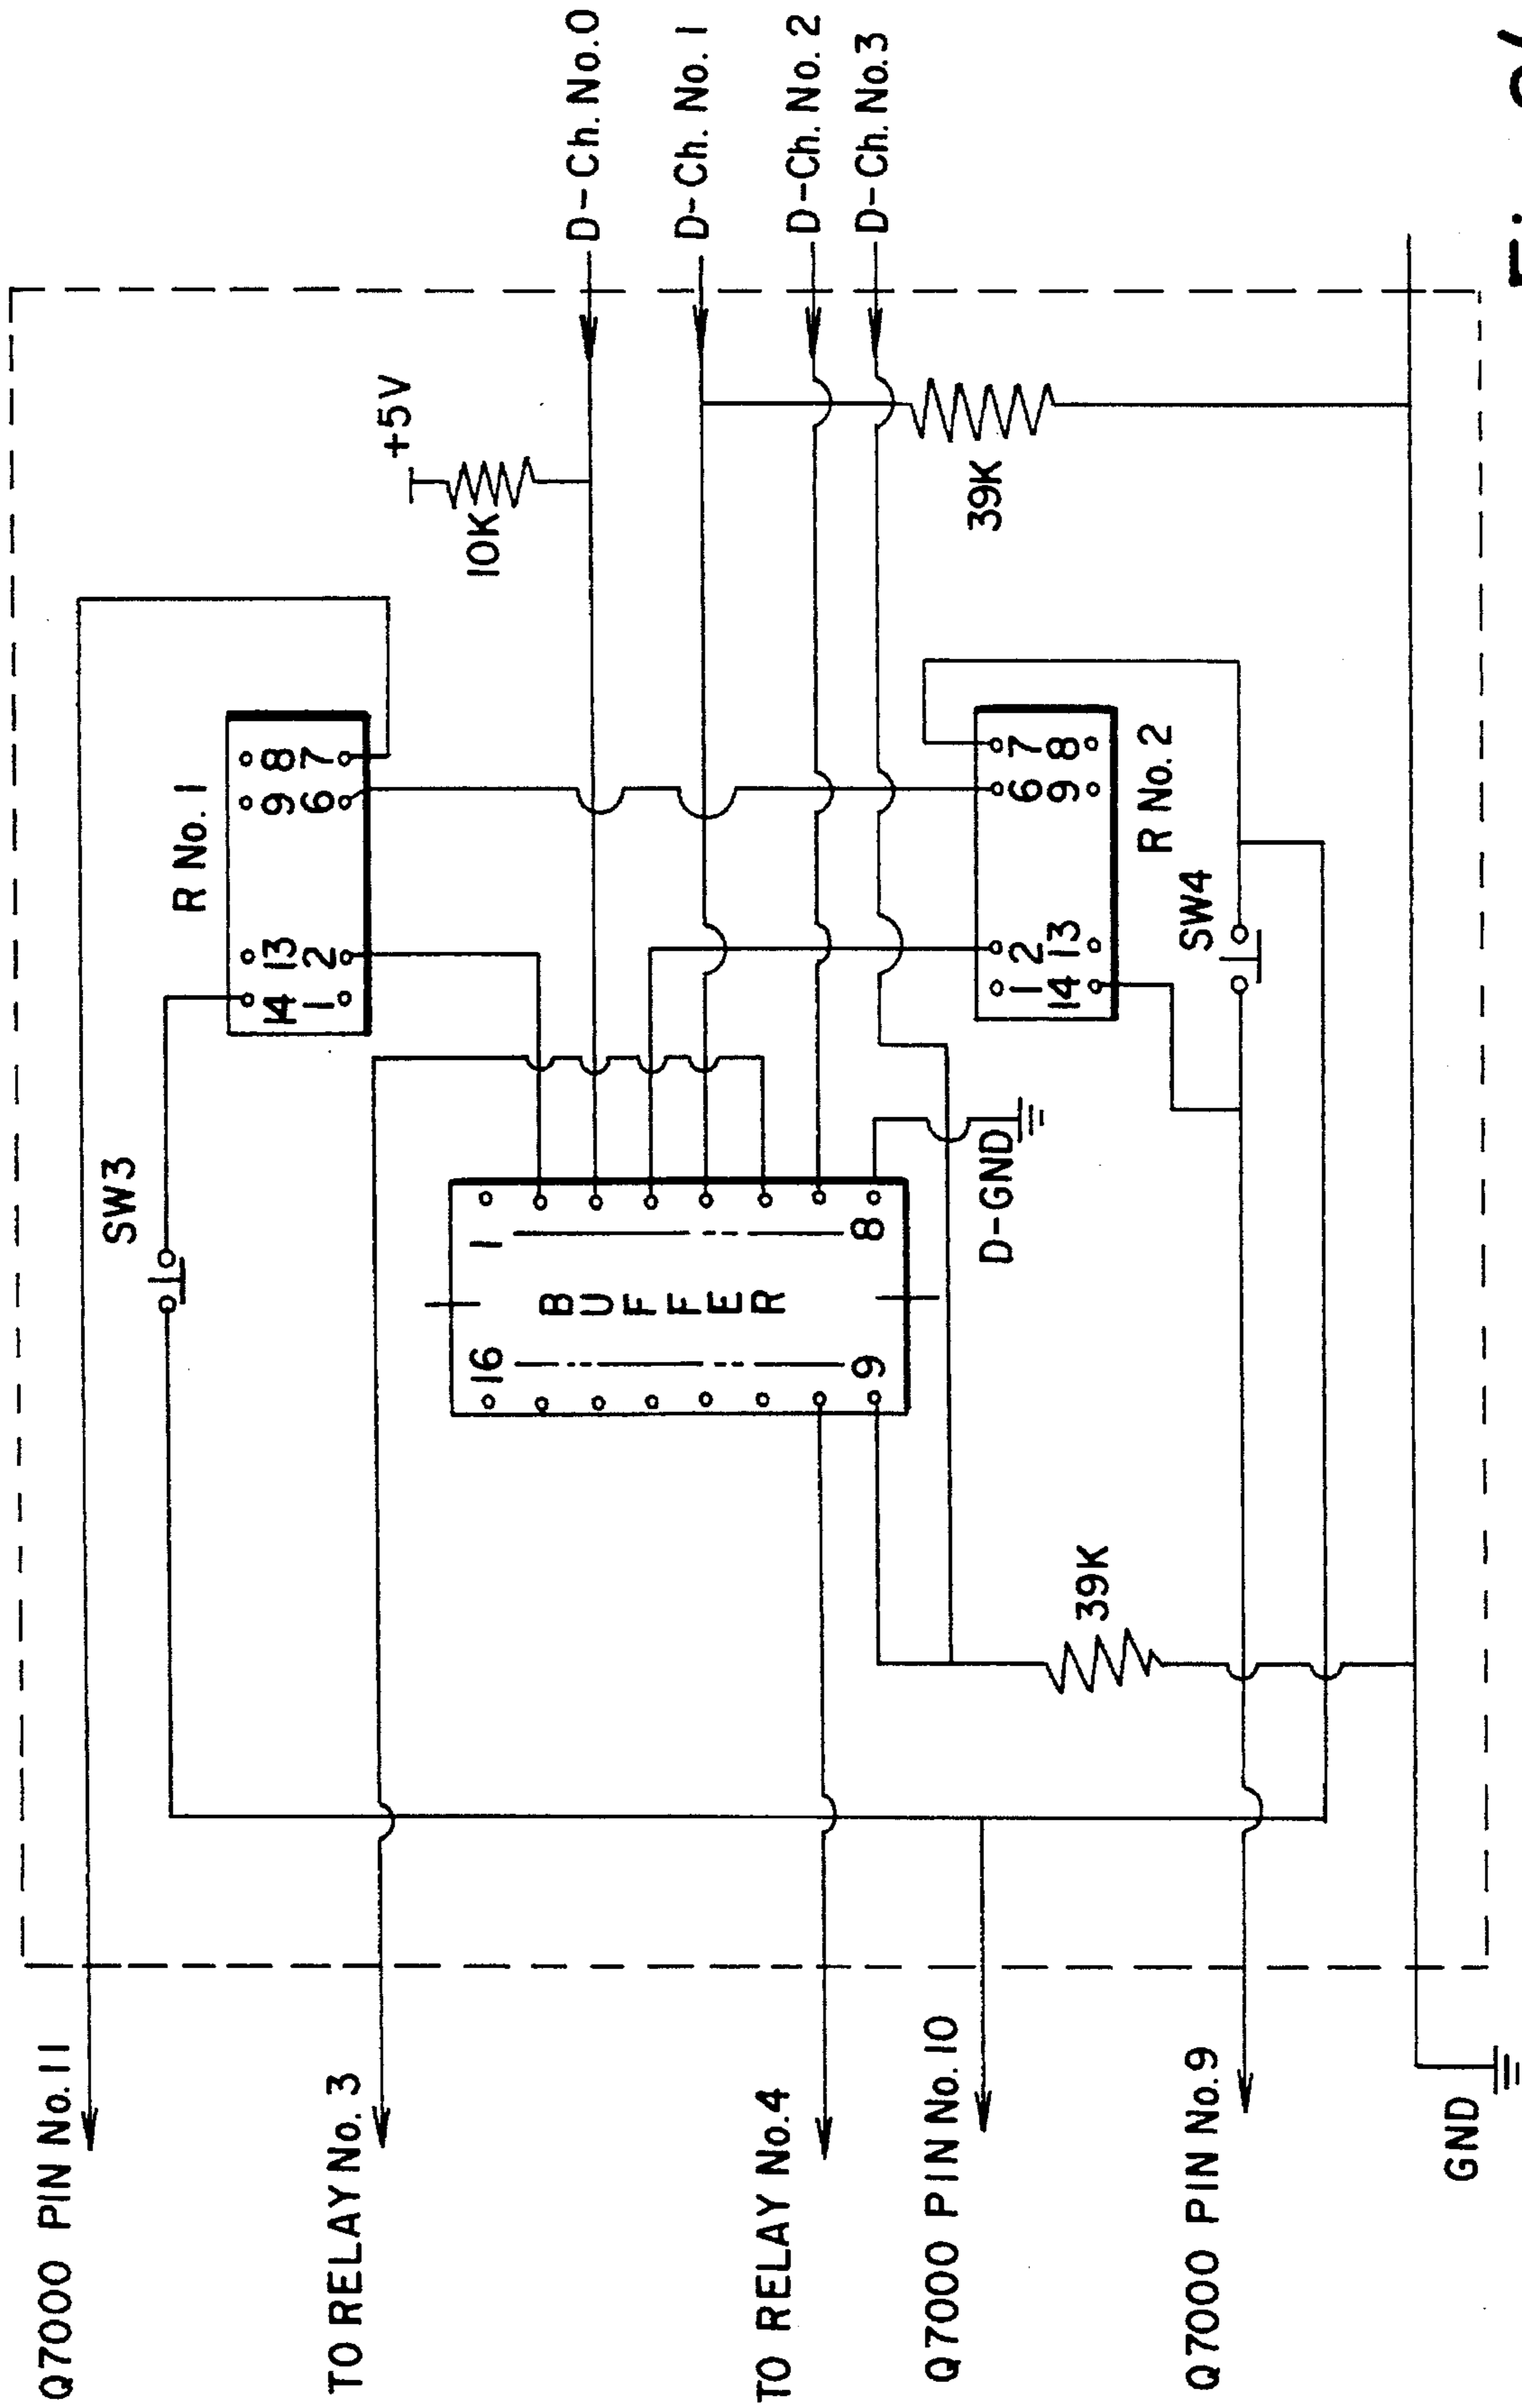 Q7000 PIN No. 11
TO RELAY No. 3
TO RELAY No. 4
Q7000 PIN No. 10
Q7000 PIN No. 9
GND
SW3
R No. 1
14 13 9 8
1 2 6 7
+5V
10K
D-Ch. No. 0
D-Ch. No. 1
D-Ch. No. 2
D-Ch. No. 3
16 1
BUFFER
9 8
D-GND
39K
1 2 6 7
14 13 9 8
R No. 2
SW4
39K